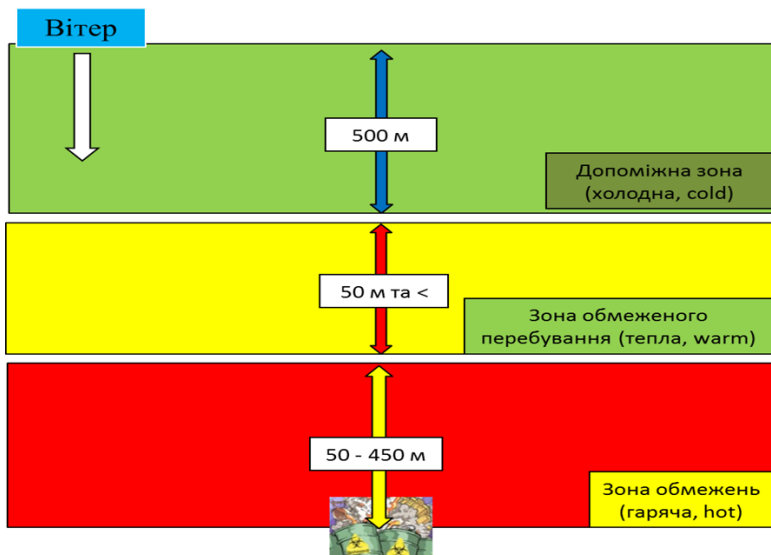 Вітер
500 м
Допоміжна зона
(холодна, cold)
50 м та <
Зона обмеженого
перебування (тепла, warm)
50 - 450 м
Зона обмежень
(гаряча, hot)